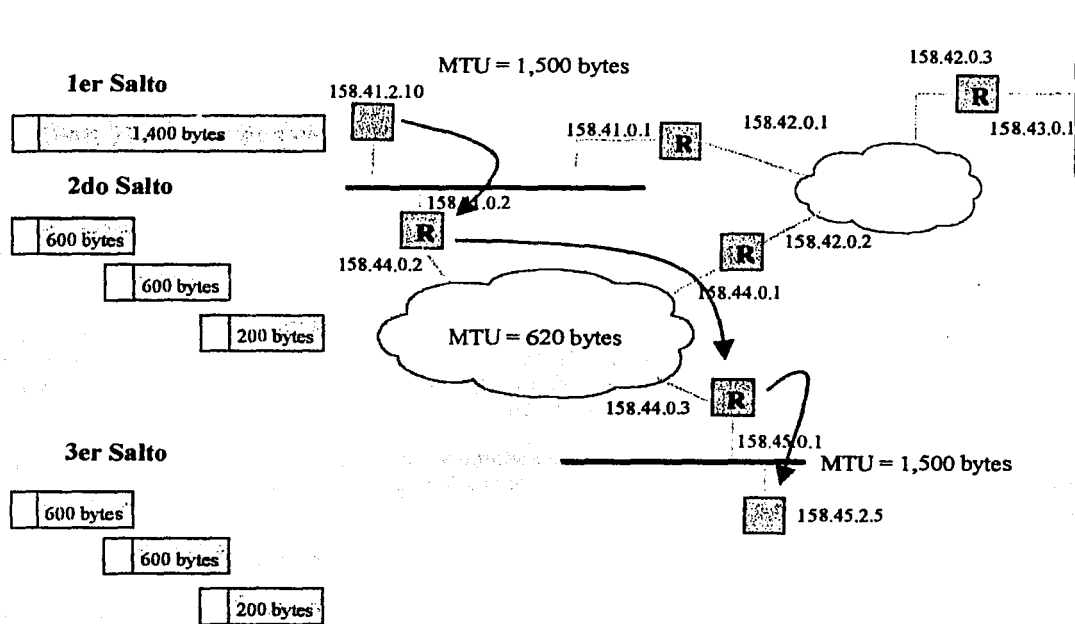 1er Salto
1,400 bytes
2do Salto
600 bytes
600 bytes
200 bytes
3er Salto
600 bytes
600 bytes
200 bytes
MTU = 1,500 bytes
158.42.0.3
158.41.2.10
R
158.43.0.1
158.41.0.1
R
158.42.0.1
158.41.0.2
R
158.42.0.2
R
158.44.0.2
158.44.0.1
MTU = 620 bytes
158.44.0.3
R
158.45.0.1
MTU = 1,500 bytes
158.45.2.5